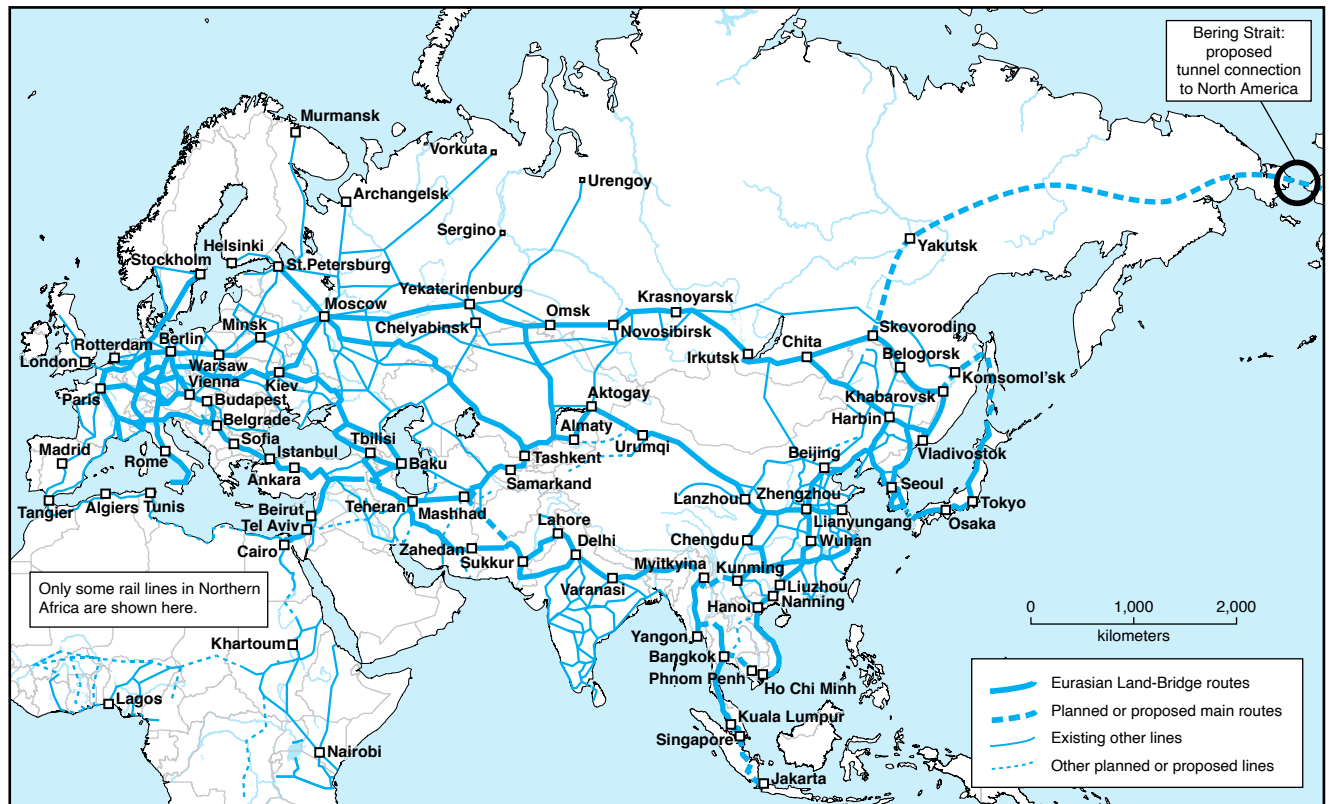 Bering Strait:
proposed
tunnel connection
to North America
Murmansk
Vorkuta
Urengoy
Archangelsk
Sergino
Yakutsk
Helsinki
Stockholm
St.Petersburg
Yekaterinenburg
Krasnoyarsk
Moscow
Omsk
Skovorodino
Minsk
Chelyabinsk
Novosibirsk
Chita
Berlin
Rotterdam
Belogorsk
London
Warsaw
Irkutsk
Komsomol'sk
Vienna
Kiev
Paris
Budapest
Aktogay
Khabarovsk
Harbin
Belgrade
Almaty
Sofia
Tbilisi
Madrid
Istanbul
Urumqi
Beijing
Vladivostok
Rome
Baku
Tashkent
Ankara
Samarkand
Seoul
Lanzhou
Zhengzhou
Tokyo
Tangier
Algiers
Tunis
Beirut
Teheran
Mashhad
Lianyungang
Osaka
Tel Aviv
Lahore
Cairo
Zahedan
Delhi
Chengdu
Wuhan
Sukkur
Myitkyina
Kunming
Varanasi
Liuzhou
Nanning
Hanoi
Only some rail lines in Northern
Africa are shown here.
0 1,000 2,000
kilometers
Khartoum
Yangon
Bangkok
Phnom Penh
Ho Chi Minh
Lagos
Kuala Lumpur
Singapore
Nairobi
Jakarta
Eurasian Land-Bridge routes
Planned or proposed main routes
Existing other lines
Other planned or proposed lines